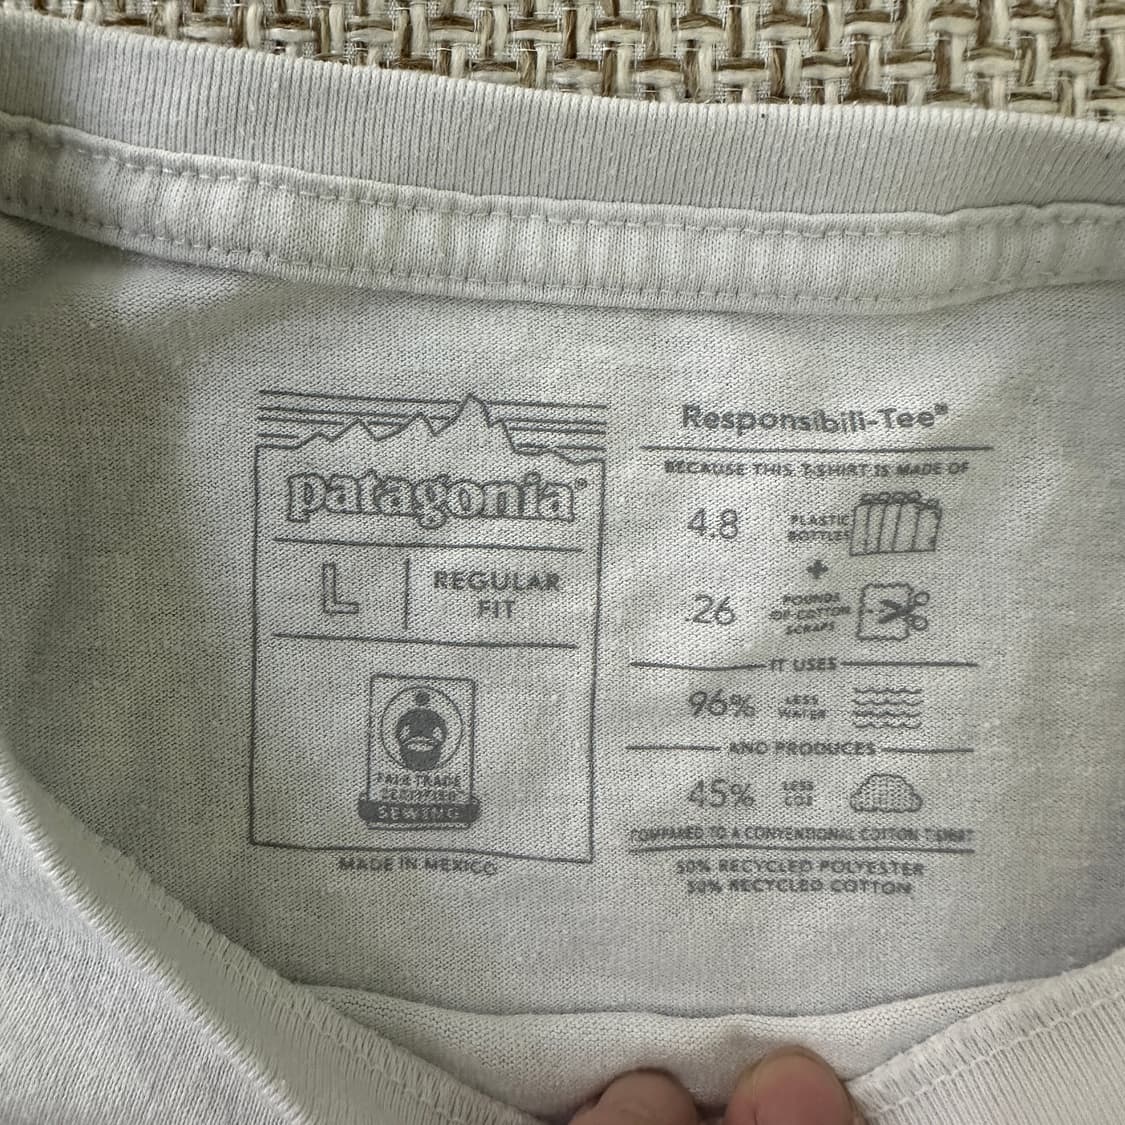 patagonia®
L
REGULAR
FIT
FAIR TRADE
CERTIFIED
SEWING
MADE IN MEXICO
Responsibili-Tee®
BECAUSE THIS T-SHIRT IS MADE OF
4.8 PLASTIC
BOTTLES
+
.26 POUNDS
OF COTTON
SCRAPS
IT USES
96% LESS
WATER
AND PRODUCES
45% LESS
CO2
COMPARED TO A CONVENTIONAL COTTON T-SHIRT
50% RECYCLED POLYESTER
50% RECYCLED COTTON